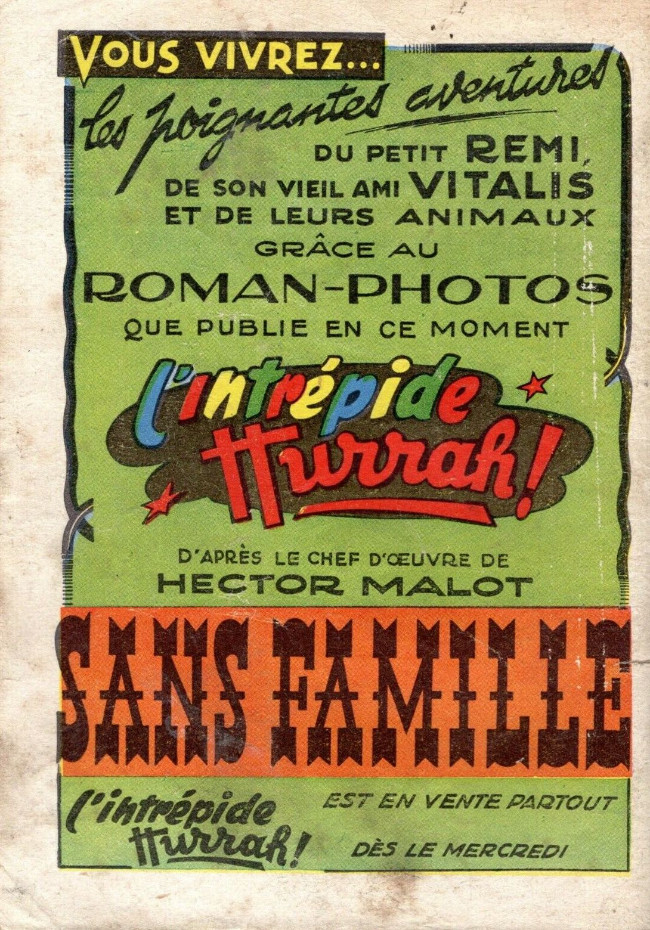 VOUS VIVREZ...
les poignantes aventures
DU PETIT REMI,
DE SON VIEIL AMI VITALIS
ET DE LEURS ANIMAUX
GRÂCE AU
ROMAN-PHOTOS
QUE PUBLIE EN CE MOMENT
l'intrépide
Hurrah!
D'APRÈS LE CHEF D'ŒUVRE DE
HECTOR MALOT
SANS FAMILLE
l'intrépide
Hurrah!
EST EN VENTE PARTOUT
DÈS LE MERCREDI